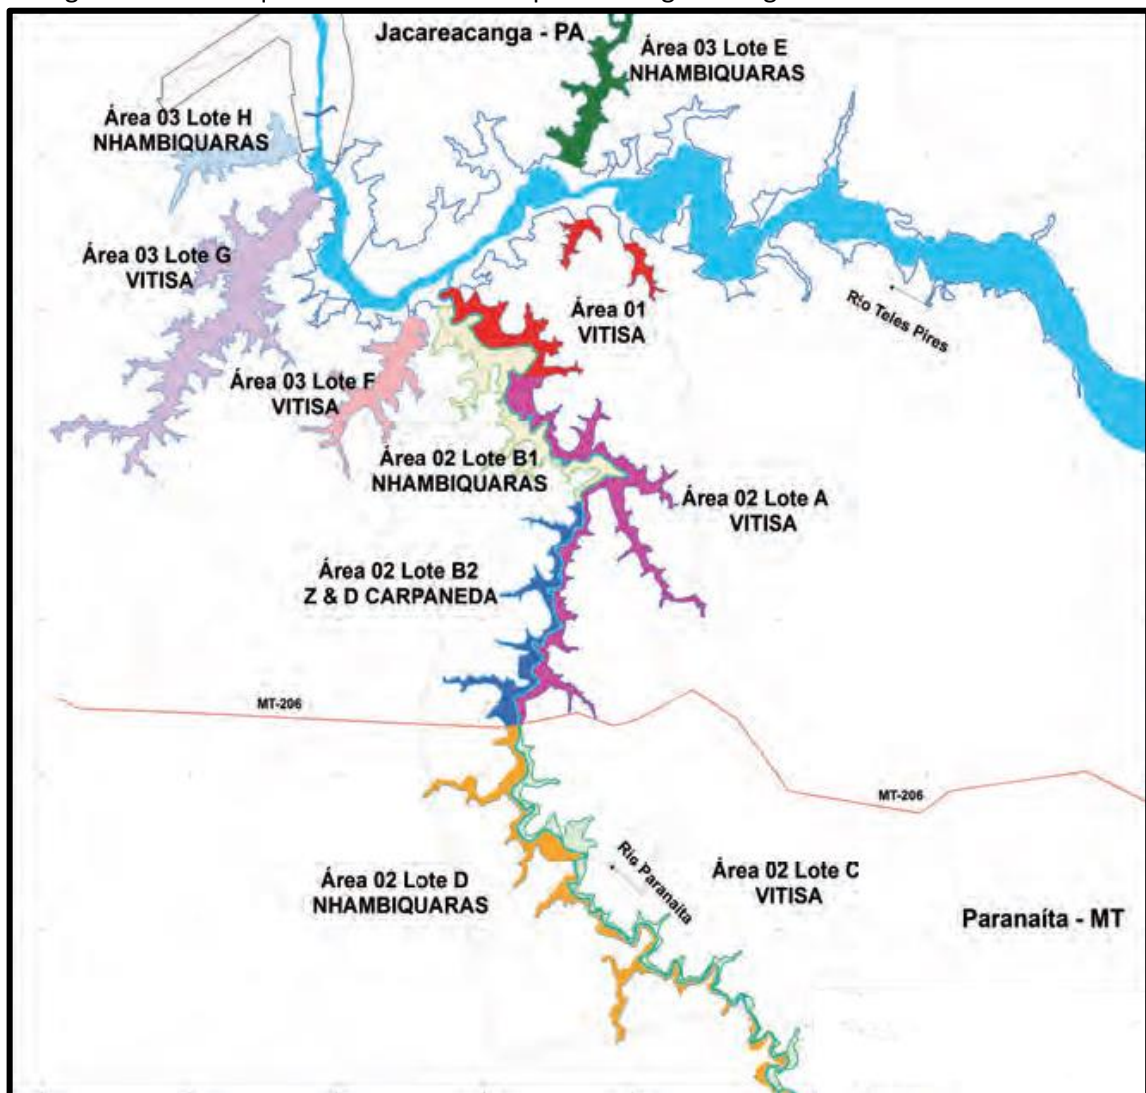 Jacareacanga - PA
Área 03 Lote E
NHAMBIQUARAS
Área 03 Lote H
NHAMBIQUARAS
Área 03 Lote G
VITISA
Área 01
VITISA
Rio Teles Pires
Área 03 Lote F
VITISA
Área 02 Lote B1
NHAMBIQUARAS
Área 02 Lote A
VITISA
Área 02 Lote B2
Z & D CARPANEDA
MT-206
MT-206
Rio Paranaíta
Área 02 Lote D
NHAMBIQUARAS
Área 02 Lote C
VITISA
Paranaíta - MT